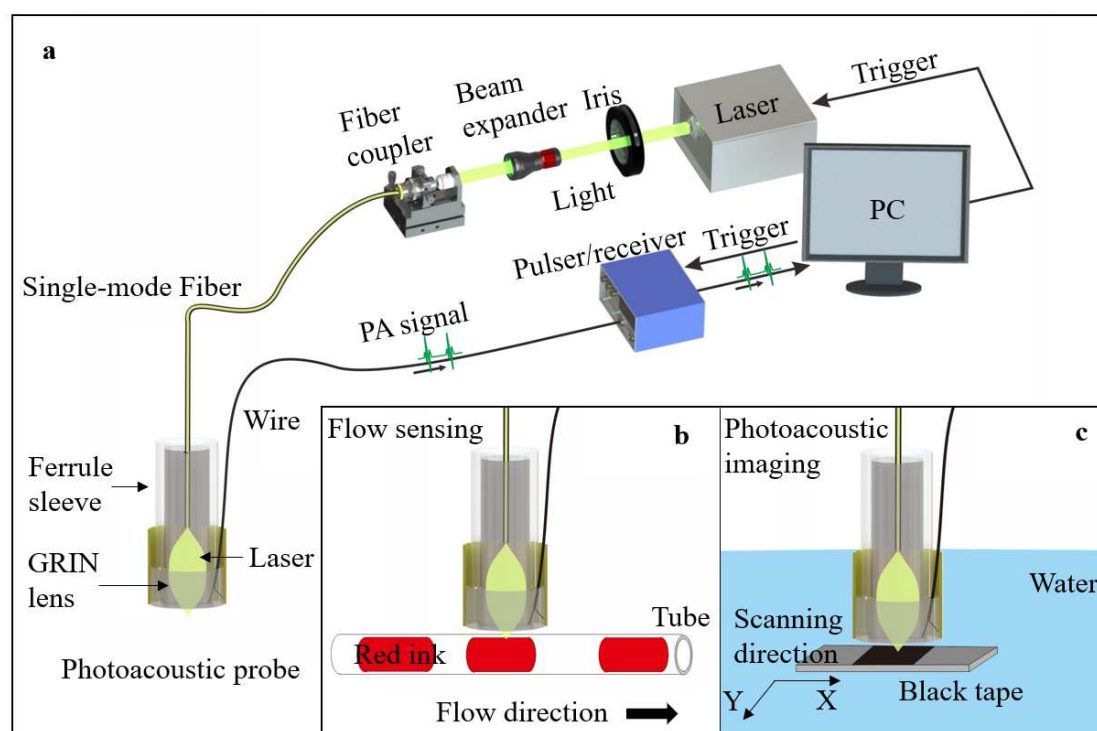 a
Trigger
Laser
Iris
Beam
expander
Fiber
coupler
Light
PC
Trigger
Pulser/receiver
Single-mode Fiber
PA signal
Wire
Ferrule
sleeve
GRIN
lens
Laser
Photoacoustic probe
Flow sensing
b
Tube
Red ink
Flow direction
Photoacoustic
imaging
c
Water
Scanning
direction
Y
X
Black tape